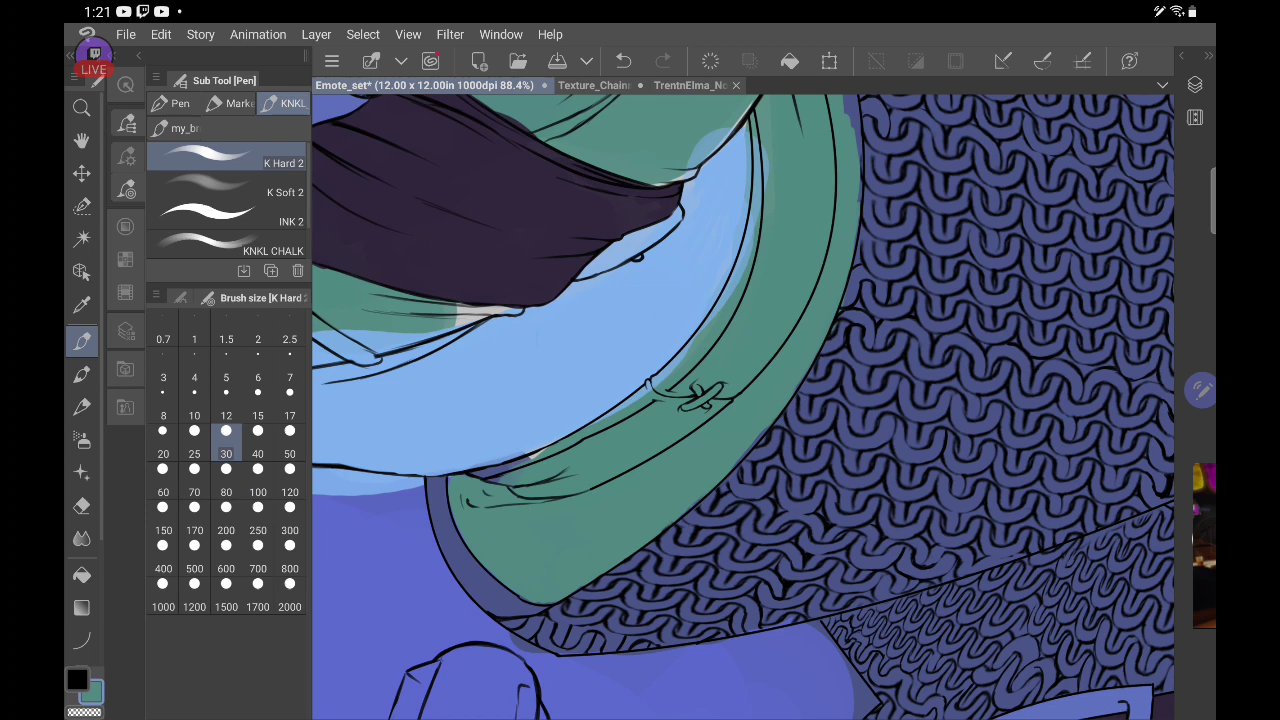 1:21
File Edit Story Animation Layer Select View Filter Window Help
LIVE
Sub Tool [Pen]
Emote_set* (12.00 x 12.00in 1000dpi 88.4%)
Texture_Chain
TrentnElma_No
Pen Marke KNKL
my_br
K Hard 2
K Soft 2
INK 2
KNKL CHALK
Brush size [K Hard 2
0.7 1 1.5 2 2.5
3 4 5 6 7
8 10 12 15 17
20 25 30 40 50
60 70 80 100 120
150 170 200 250 300
400 500 600 700 800
1000 1200 1500 1700 2000